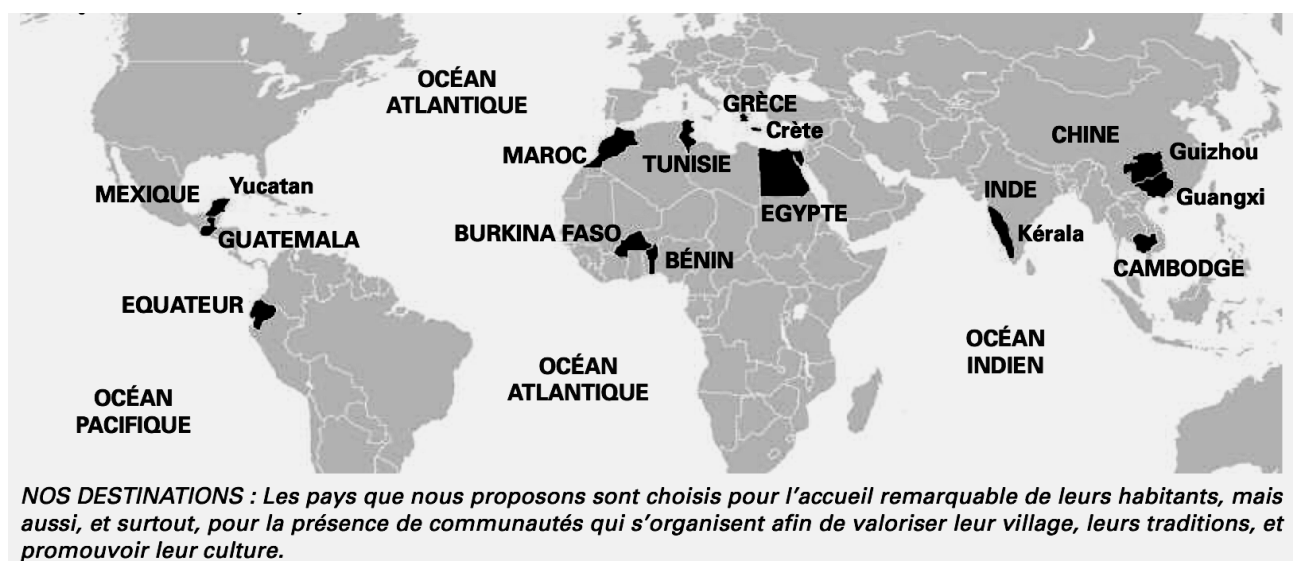 OCÉAN
ATLANTIQUE
GRÈCE
Crète
CHINE
MAROC
TUNISIE
Guizhou
MEXIQUE
Yucatan
INDE
Guangxi
EGYPTE
GUATEMALA
BURKINA FASO
Kérala
BÉNIN
CAMBODGE
EQUATEUR
OCÉAN
INDIEN
OCÉAN
ATLANTIQUE
OCÉAN
PACIFIQUE
NOS DESTINATIONS : Les pays que nous proposons sont choisis pour l’accueil remarquable de leurs habitants, mais
aussi, et surtout, pour la présence de communautés qui s’organisent afin de valoriser leur village, leurs traditions, et
promouvoir leur culture.